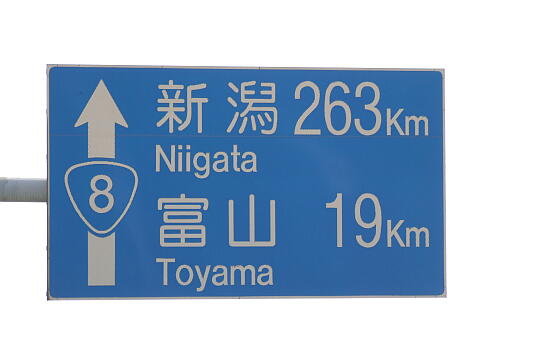 新潟 263Km
Niigata
8
富山 19Km
Toyama